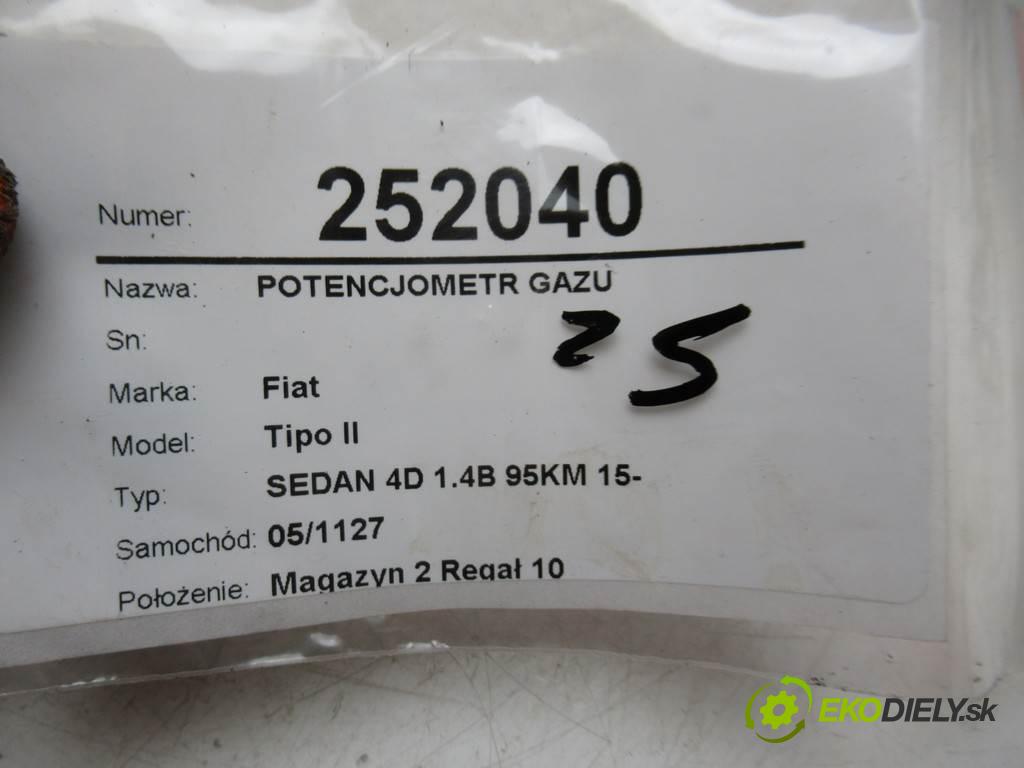 Numer: 252040
Nazwa: POTENCJOMETR GAZU
Sn:
25
Marka: Fiat
Model: Tipo II
Typ: SEDAN 4D 1.4B 95KM 15-
Samochód: 05/1127
Położenie: Magazyn 2 Regał 10
EKODIELY.sk